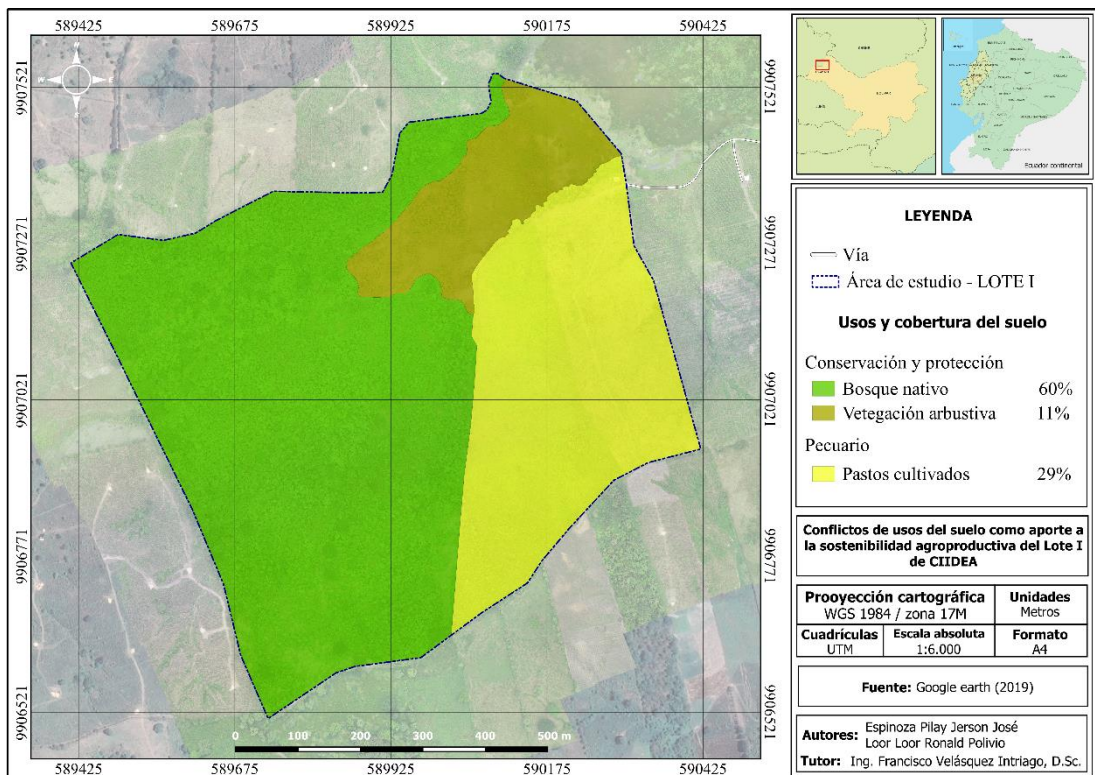 589425 589675 589925 590175 590425
9907521
9907271
9907021
9906771
9906521
9907521
9907271
9907021
9906771
9906521
N
W
0 100 200 300 400 500 m
589425 589675 589925 590175 590425
Ecuador continental
LEYENDA
Vía
Área de estudio - LOTE I
Usos y cobertura del suelo
Conservación y protección
Bosque nativo 60%
Vetegación arbustiva 11%
Pecuario
Pastos cultivados 29%
Conflictos de usos del suelo como aporte a
la sostenibilidad agroproductiva del Lote I
de CIIDEA
Prooyección cartográfica
WGS 1984 / zona 17M
Unidades
Metros
Cuadrículas
UTM
Escala absoluta
1:6.000
Formato
A4
Fuente: Google earth (2019)
Autores: Espinoza Pilay Jerson José
Loor Loor Ronald Polivio
Tutor: Ing. Francisco Velásquez Intriago, D.Sc.